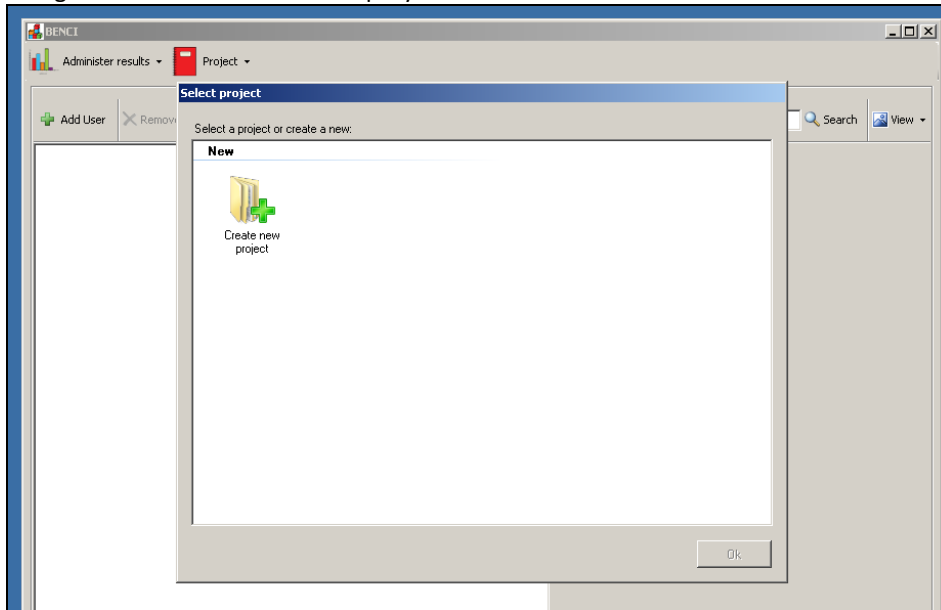 BENCI
Administer results
Project
Select project
Add User
Search
View
Select a project or create a new:
New
Create new
project
Ok